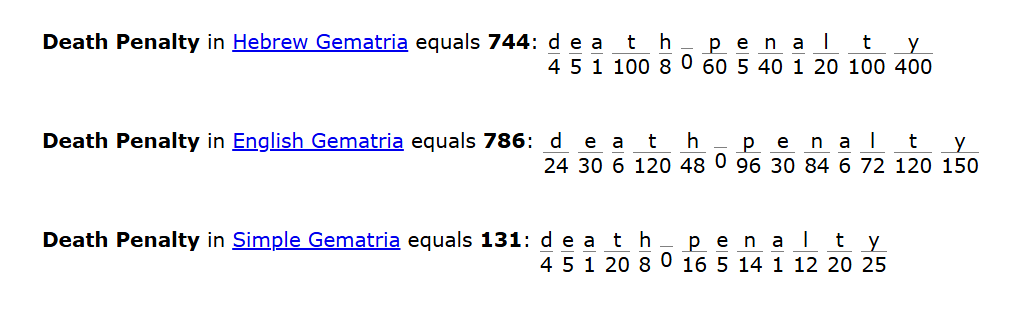 Death Penalty in Hebrew Gematria equals 744: d e a t h _ p e n a l t y
4 5 1 100 8 0 60 5 40 1 20 100 400
Death Penalty in English Gematria equals 786: d e a t h _ p e n a l t y
24 30 6 120 48 0 96 30 84 6 72 120 150
Death Penalty in Simple Gematria equals 131: d e a t h _ p e n a l t y
4 5 1 20 8 0 16 5 14 1 12 20 25